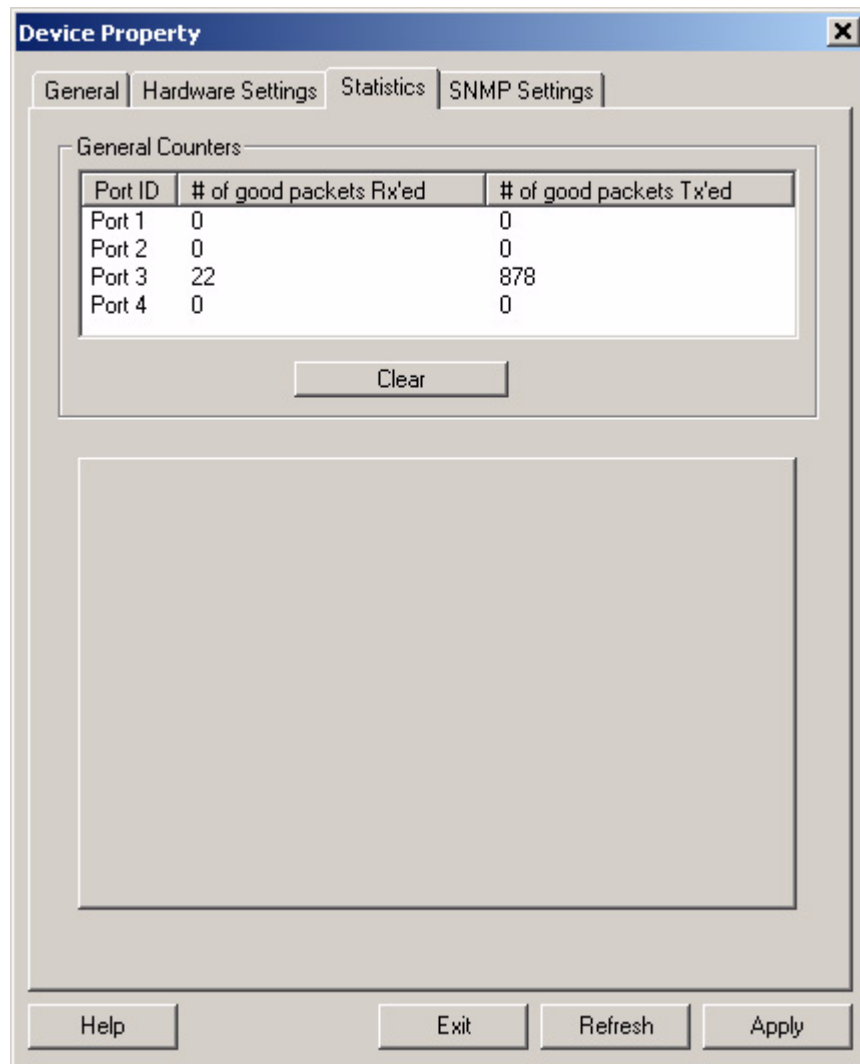 Device Property
General Hardware Settings Statistics SNMP Settings
General Counters
Port ID # of good packets Rx'ed # of good packets Tx'ed
Port 1 0 0
Port 2 0 0
Port 3 22 878
Port 4 0 0
Clear
Help Exit Refresh Apply